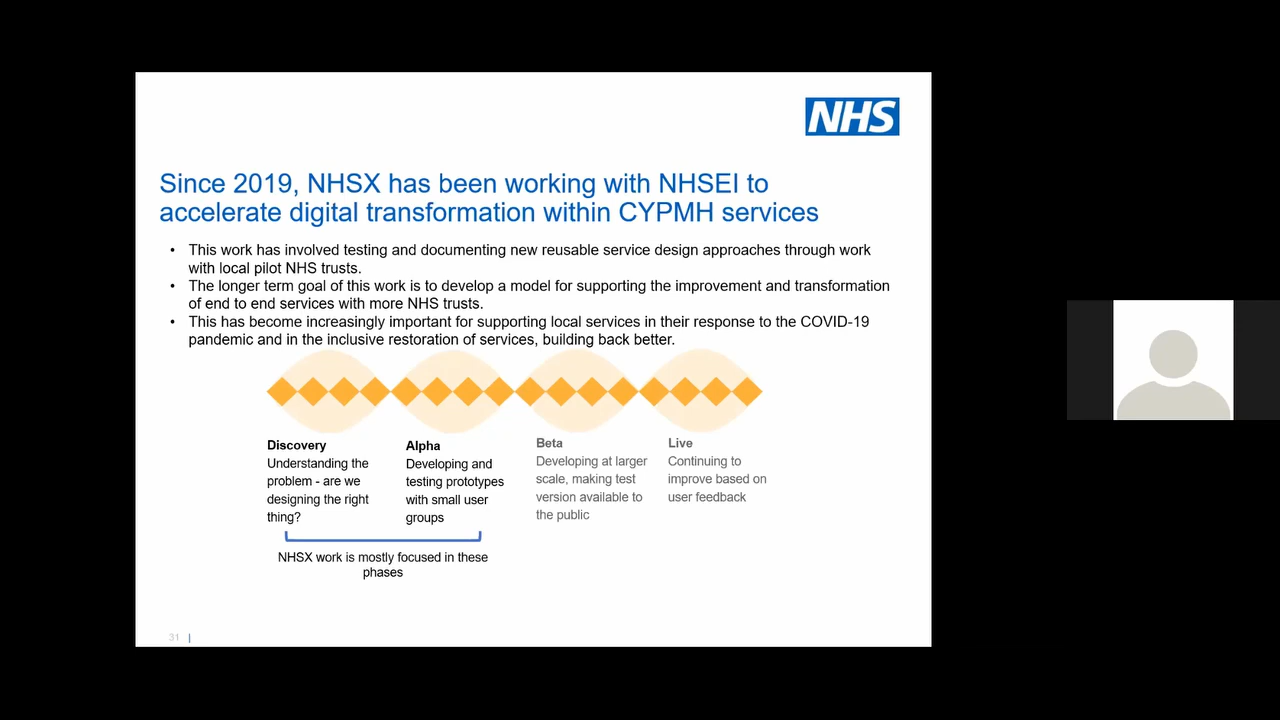 NHS
Since 2019, NHSX has been working with NHSEI to
accelerate digital transformation within CYPMH services
• This work has involved testing and documenting new reusable service design approaches through work
with local pilot NHS trusts.
• The longer term goal of this work is to develop a model for supporting the improvement and transformation
of end to end services with more NHS trusts.
• This has become increasingly important for supporting local services in their response to the COVID-19
pandemic and in the inclusive restoration of services, building back better.
Discovery
Understanding the
problem - are we
designing the right
thing?
Alpha
Developing and
testing prototypes
with small user
groups
Beta
Developing at larger
scale, making test
version available to
the public
Live
Continuing to
improve based on
user feedback
NHSX work is mostly focused in these
phases
31 |